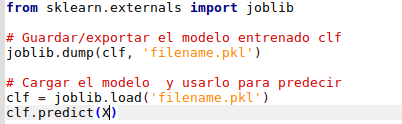 from sklearn.externals import joblib
# Guardar/exportar el modelo entrenado clf
joblib.dump(clf, 'filename.pkl')
# Cargar el modelo  y usarlo para predecir
clf = joblib.load('filename.pkl')
clf.predict(X)